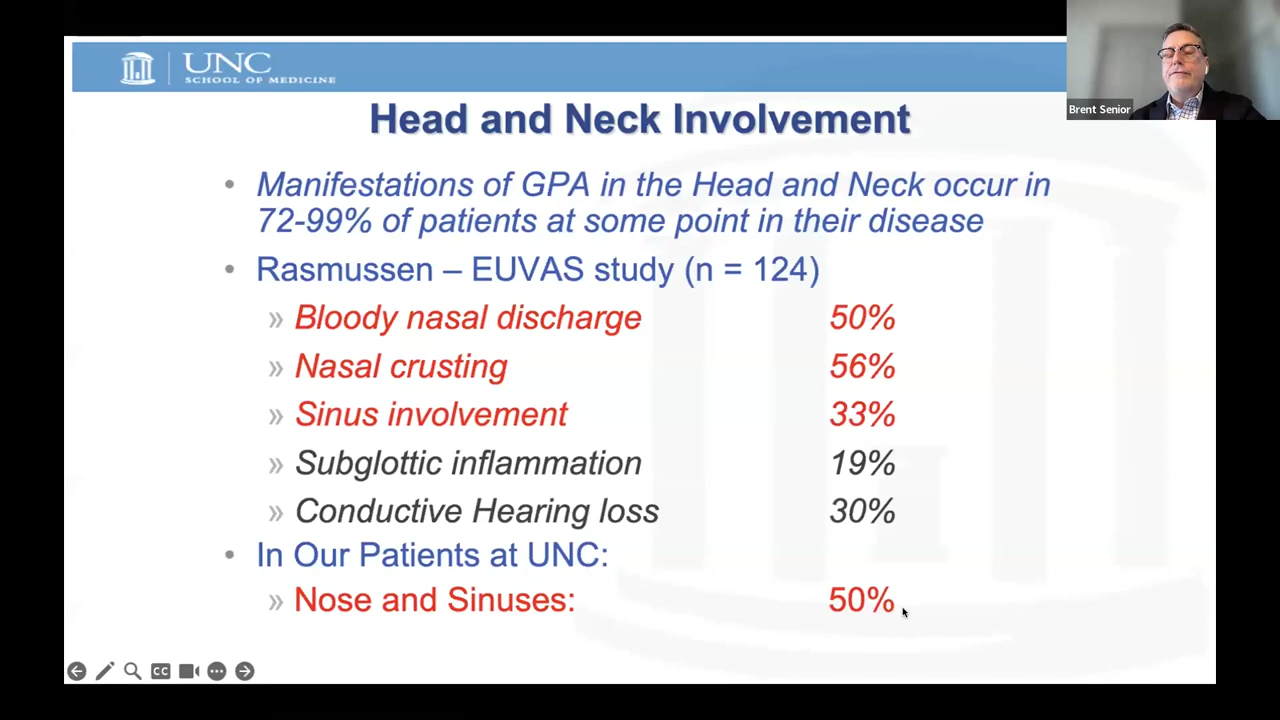 UNC
SCHOOL OF MEDICINE
Brent Senior
Head and Neck Involvement
• Manifestations of GPA in the Head and Neck occur in
72-99% of patients at some point in their disease
• Rasmussen – EUVAS study (n = 124)
» Bloody nasal discharge 50%
» Nasal crusting 56%
» Sinus involvement 33%
» Subglottic inflammation 19%
» Conductive Hearing loss 30%
• In Our Patients at UNC:
» Nose and Sinuses: 50%
CC